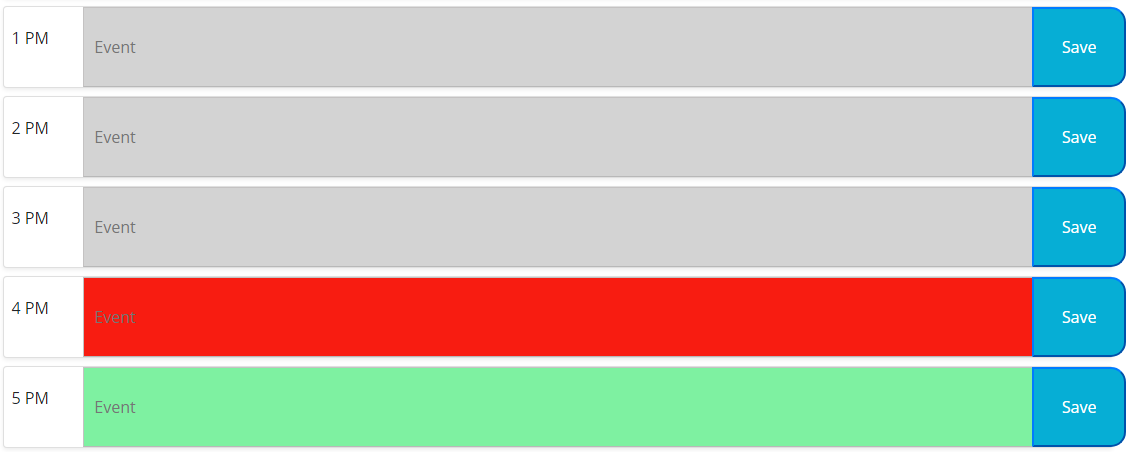 1 PM Event Save
2 PM Event Save
3 PM Event Save
4 PM Event Save
5 PM Event Save